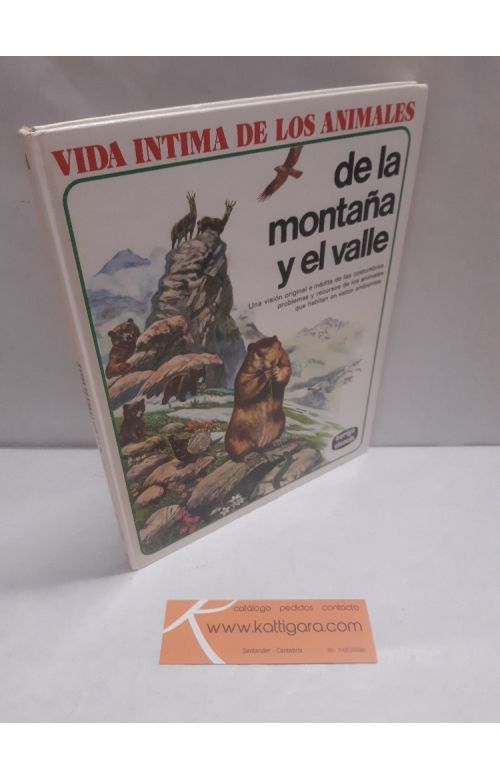 VIDA INTIMA DE LOS ANIMALES
de la
montaña
y el valle
Una visión original e inédita de las costumbres,
problemas y recursos de los animales
que habitan en estos ambientes.
catálogo pedidos contacto
www.kattigara.com
Santander - Cantabria